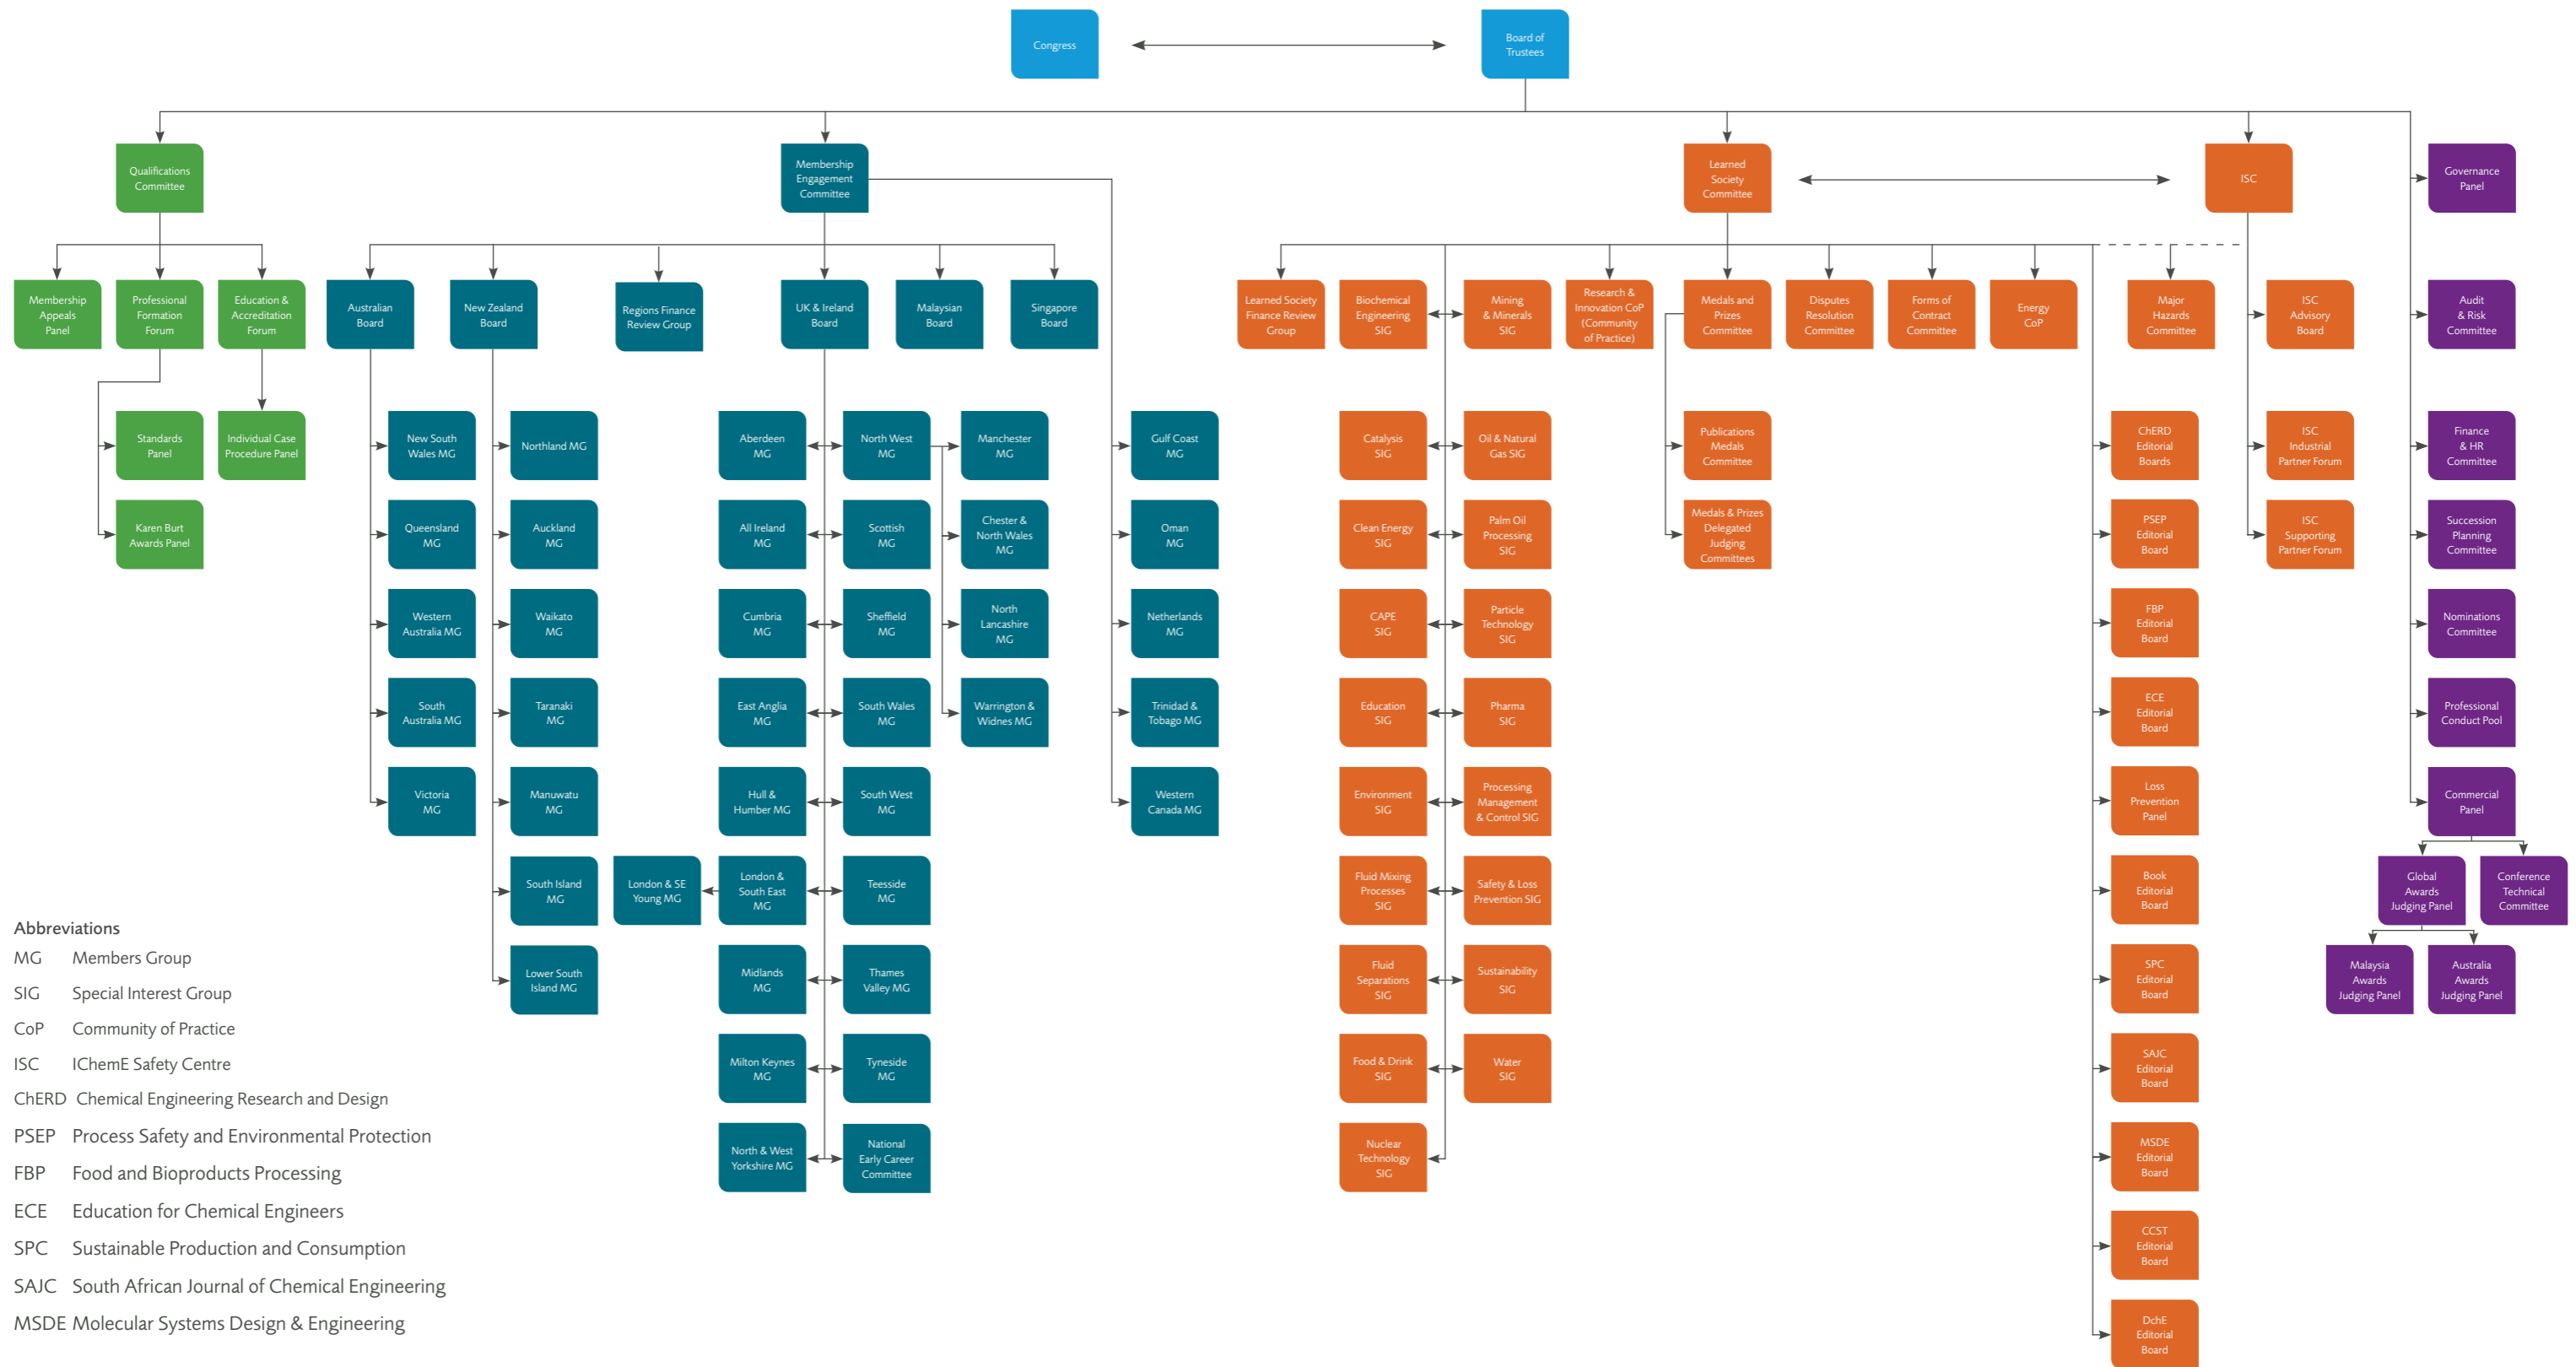 Congress
Board of
Trustees
Qualifications
Committee
Membership
Engagement
Committee
Learned
Society
Committee
ISC
Governance
Panel
Membership
Appeals
Panel
Professional
Formation
Forum
Education &
Accreditation
Forum
Australian
Board
New Zealand
Board
Regions Finance
Review Group
UK & Ireland
Board
Malaysian
Board
Singapore
Board
Learned Society
Finance Review
Group
Biochemical
Engineering
SIG
Mining
& Minerals
SIG
Research &
Innovation CoP
(Community
of Practice)
Medals and
Prizes
Committee
Disputes
Resolution
Committee
Forms of
Contract
Committee
Energy
CoP
Major
Hazards
Committee
ISC
Advisory
Board
Audit
& Risk
Committee
Standards
Panel
Individual Case
Procedure Panel
New South
Wales MG
Northland MG
Aberdeen
MG
North West
MG
Manchester
MG
Gulf Coast
MG
Catalysis
SIG
Oil & Natural
Gas SIG
Publications
Medals
Committee
ChERD
Editorial
Boards
ISC
Industrial
Partner Forum
Finance
& HR
Committee
Karen Burt
Awards Panel
Queensland
MG
Auckland
MG
All Ireland
MG
Scottish
MG
Chester &
North Wales
MG
Oman
MG
Clean Energy
SIG
Palm Oil
Processing
SIG
Medals & Prizes
Delegated
Judging
Committees
PSEP
Editorial
Board
ISC
Supporting
Partner Forum
Succession
Planning
Committee
Western
Australia MG
Waikato
MG
Cumbria
MG
Sheffield
MG
North
Lancashire
MG
Netherlands
MG
CAPE
SIG
Particle
Technology
SIG
FBP
Editorial
Board
Nominations
Committee
South
Australia MG
Taranaki
MG
East Anglia
MG
South Wales
MG
Warrington &
Widnes MG
Trinidad &
Tobago MG
Education
SIG
Pharma
SIG
ECE
Editorial
Board
Professional
Conduct Pool
Victoria
MG
Manuwatu
MG
Hull &
Humber MG
South West
MG
Western
Canada MG
Environment
SIG
Processing
Management
& Control SIG
Loss
Prevention
Panel
Commercial
Panel
South Island
MG
London & SE
Young MG
London &
South East
MG
Teesside
MG
Fluid Mixing
Processes
SIG
Safety & Loss
Prevention SIG
Book
Editorial
Board
Global
Awards
Judging Panel
Conference
Technical
Committee
Lower South
Island MG
Midlands
MG
Thames
Valley MG
Fluid
Separations
SIG
Sustainability
SIG
SPC
Editorial
Board
Malaysia
Awards
Judging Panel
Australia
Awards
Judging Panel
Milton Keynes
MG
Tyneside
MG
Food & Drink
SIG
Water
SIG
SAJC
Editorial
Board
North & West
Yorkshire MG
National
Early Career
Committee
Nuclear
Technology
SIG
MSDE
Editorial
Board
CCST
Editorial
Board
DchE
Editorial
Board
Abbreviations
MG Members Group
SIG Special Interest Group
CoP Community of Practice
ISC IChemE Safety Centre
ChERD Chemical Engineering Research and Design
PSEP Process Safety and Environmental Protection
FBP Food and Bioproducts Processing
ECE Education for Chemical Engineers
SPC Sustainable Production and Consumption
SAJC South African Journal of Chemical Engineering
MSDE Molecular Systems Design & Engineering